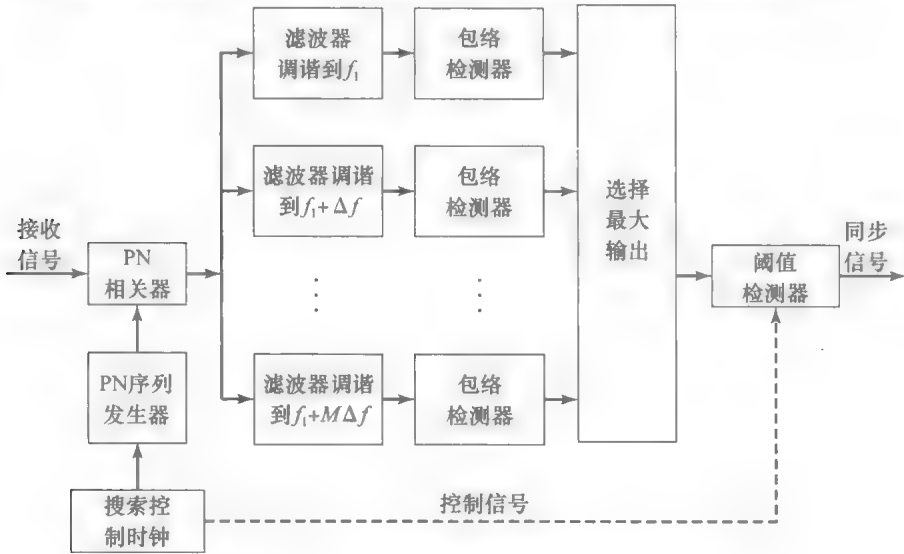 滤波器
调谐到f₁
包络
检测器
滤波器调谐
到f₁+Δf
包络
检测器
选择
最大
输出
接收
信号
PN
相关器
阈值
检测器
同步
信号
PN序列
发生器
滤波器调谐
到f₁+MΔf
包络
检测器
搜索控
制时钟
控制信号